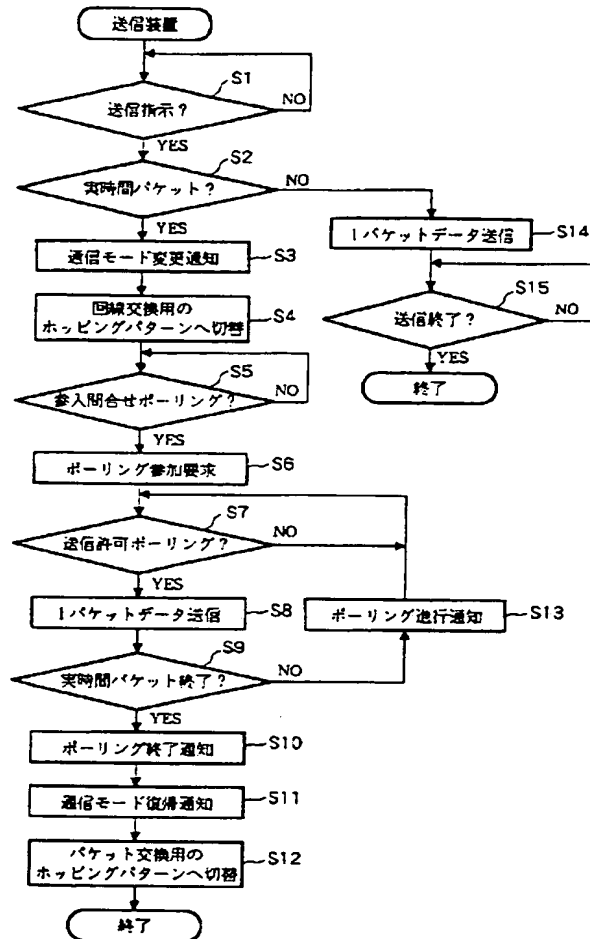 送信装置
S1
送信指示?
NO
YES
S2
実時間パケット?
NO
YES
S3
通信モード変更通知
S4
回線交換用の
ホッピングパターンへ切替
S5
参入問合せポーリング?
NO
YES
S6
ポーリング参加要求
S7
送信許可ポーリング?
NO
YES
S8
1パケットデータ送信
S9
実時間パケット終了?
NO
YES
S13
ポーリング進行通知
S10
ポーリング終了通知
S11
通信モード復帰通知
S12
パケット交換用の
ホッピングパターンへ切替
終了
S14
1パケットデータ送信
S15
送信終了?
NO
YES
終了